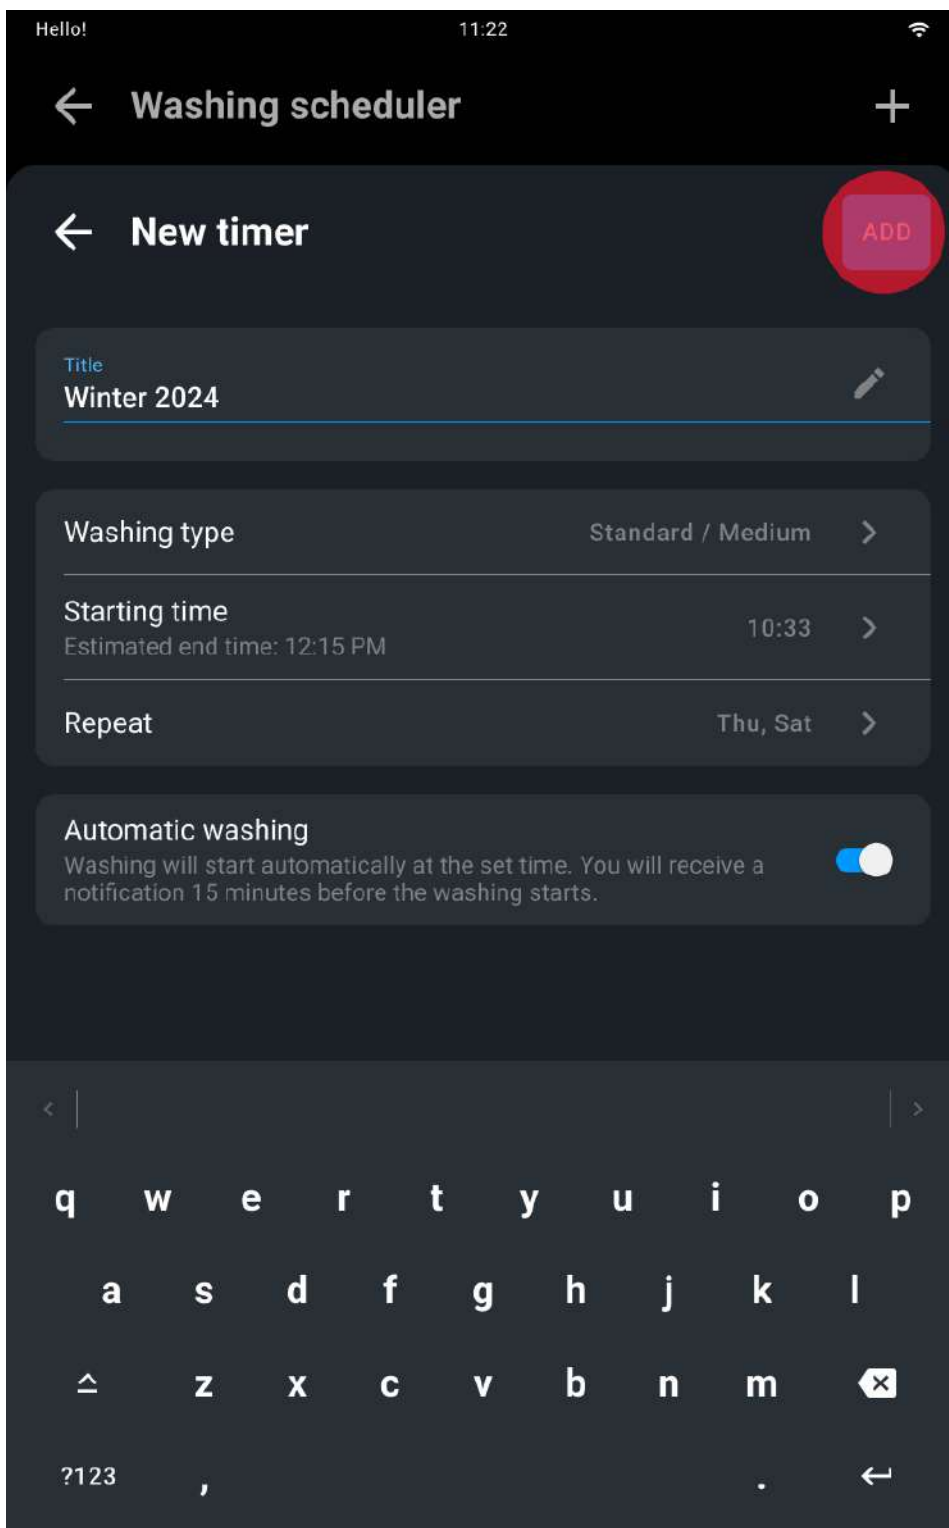 Hello! 11:22
Washing scheduler
New timer ADD
Title
Winter 2024
Washing type Standard / Medium
Starting time 10:33
Estimated end time: 12:15 PM
Repeat Thu, Sat
Automatic washing
Washing will start automatically at the set time. You will receive a
notification 15 minutes before the washing starts.
q w e r t y u i o p
a s d f g h j k l
z x c v b n m
?123 , .